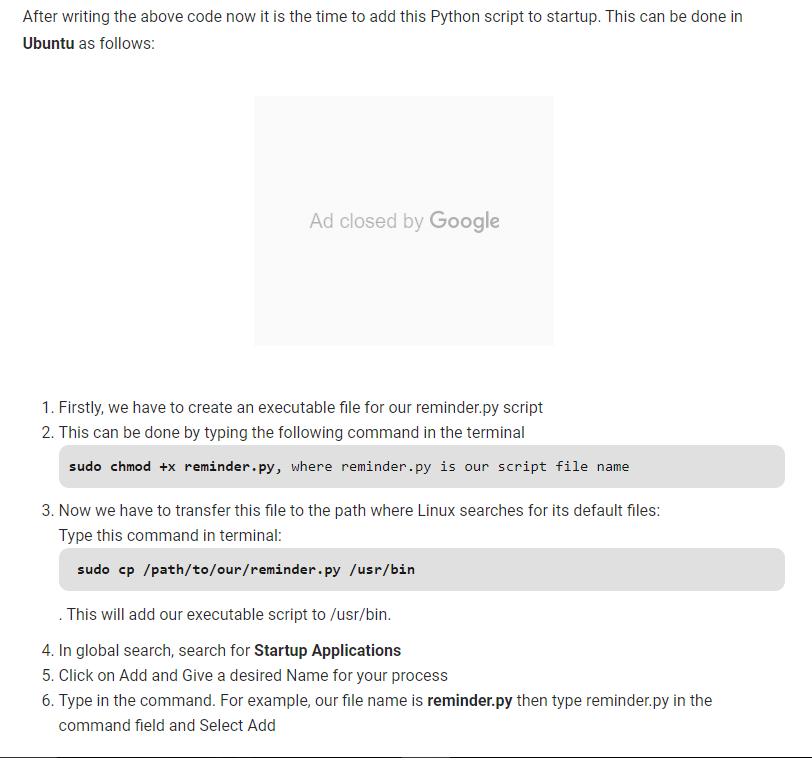 After writing the above code now it is the time to add this Python script to startup. This can be done in
Ubuntu as follows:
Ad closed by Google
1. Firstly, we have to create an executable file for our reminder.py script
2. This can be done by typing the following command in the terminal
sudo chmod +x reminder.py, where reminder.py is our script file name
3. Now we have to transfer this file to the path where Linux searches for its default files:
Type this command in terminal:
sudo cp /path/to/our/reminder.py /usr/bin
. This will add our executable script to /usr/bin.
4. In global search, search for Startup Applications
5. Click on Add and Give a desired Name for your process
6. Type in the command. For example, our file name is reminder.py then type reminder.py in the
command field and Select Add